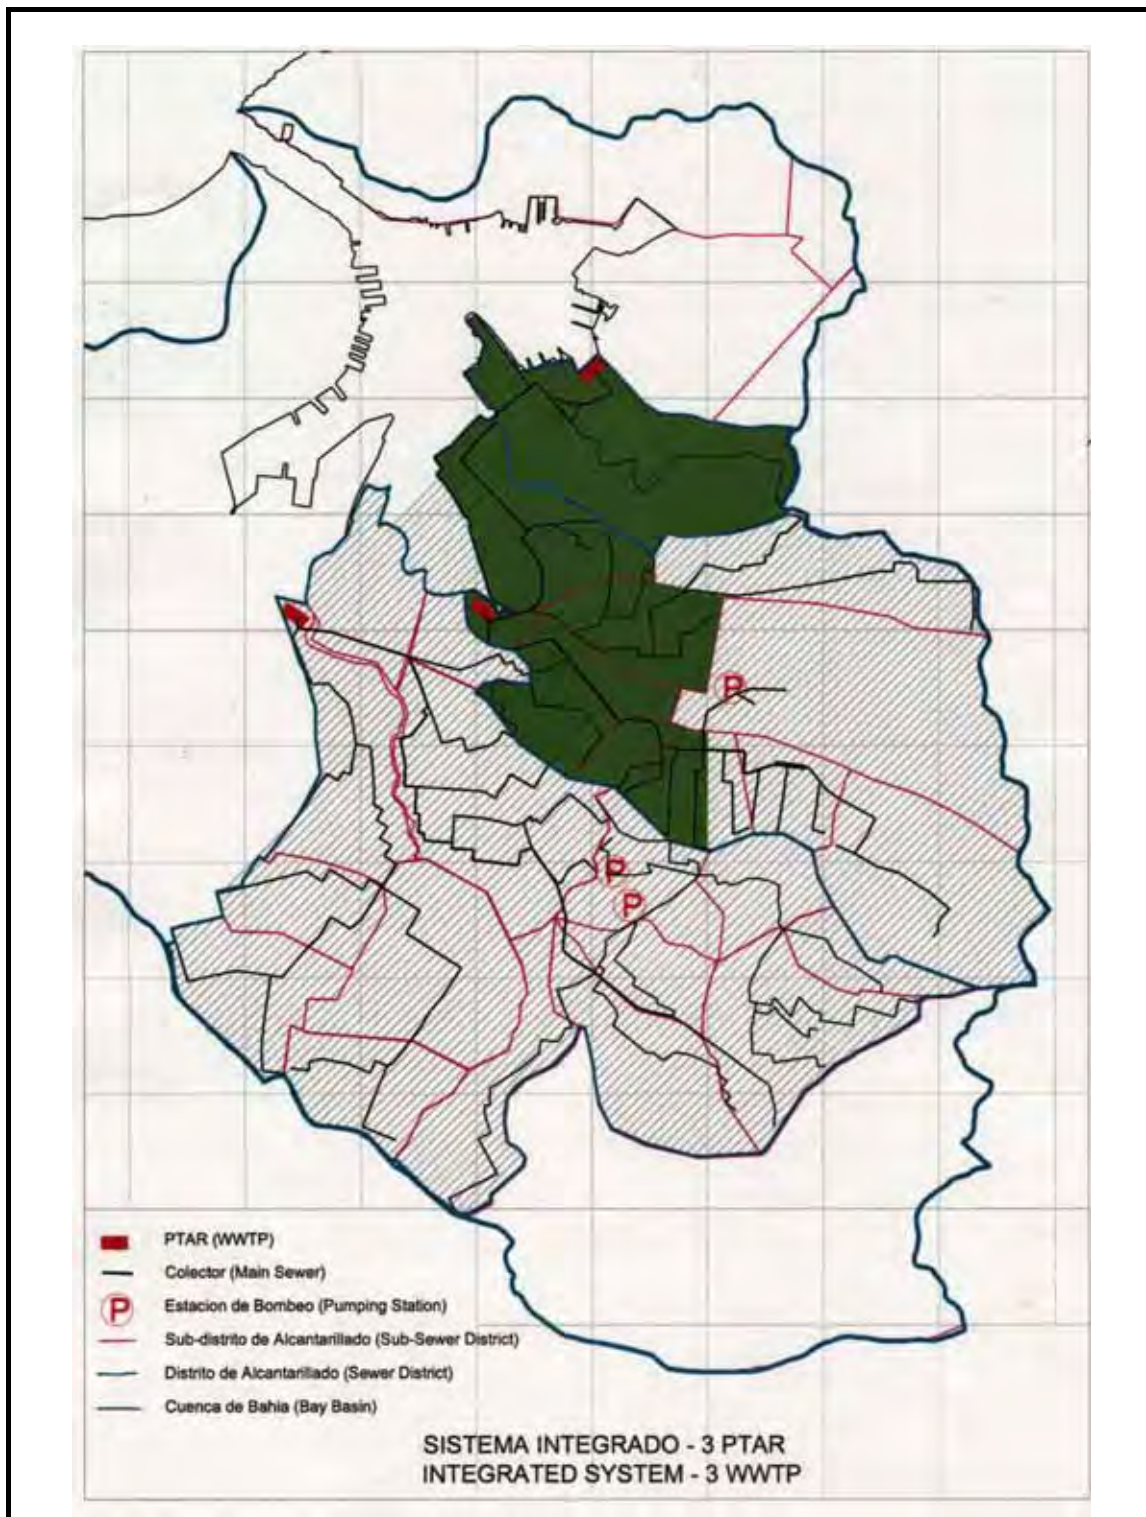 P
P
P
PTAR (WWTP)
Colector (Main Sewer)
P Estacion de Bombeo (Pumping Station)
Sub-distrito de Alcantarillado (Sub-Sewer District)
Distrito de Alcantarillado (Sewer District)
Cuenca de Bahia (Bay Basin)
SISTEMA INTEGRADO - 3 PTAR
INTEGRATED SYSTEM - 3 WWTP